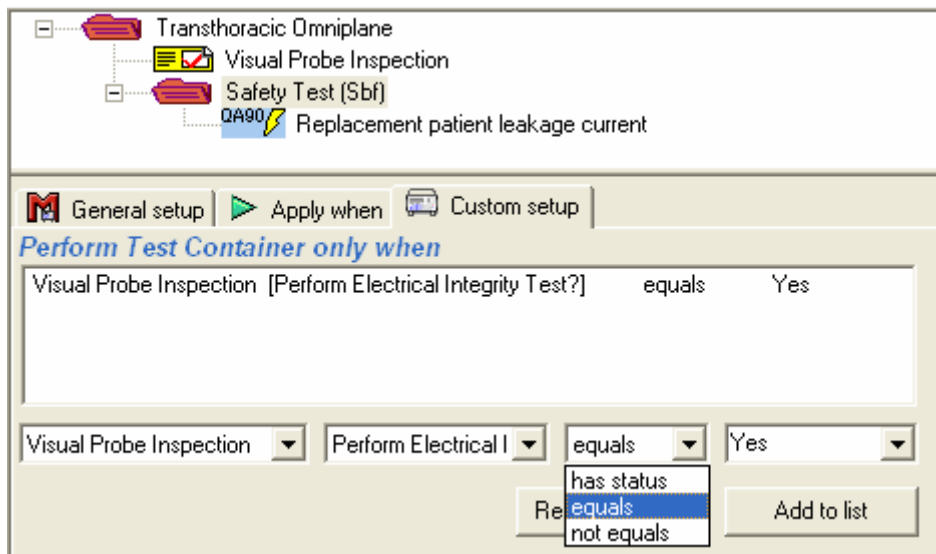 Transthoracic Omniplane
Visual Probe Inspection
Safety Test (Sbf)
QA90 Replacement patient leakage current
General setup Apply when Custom setup
Perform Test Container only when
Visual Probe Inspection [Perform Electrical Integrity Test?] equals Yes
Visual Probe Inspection Perform Electrical I equals Yes
has status
equals
not equals
Re Add to list